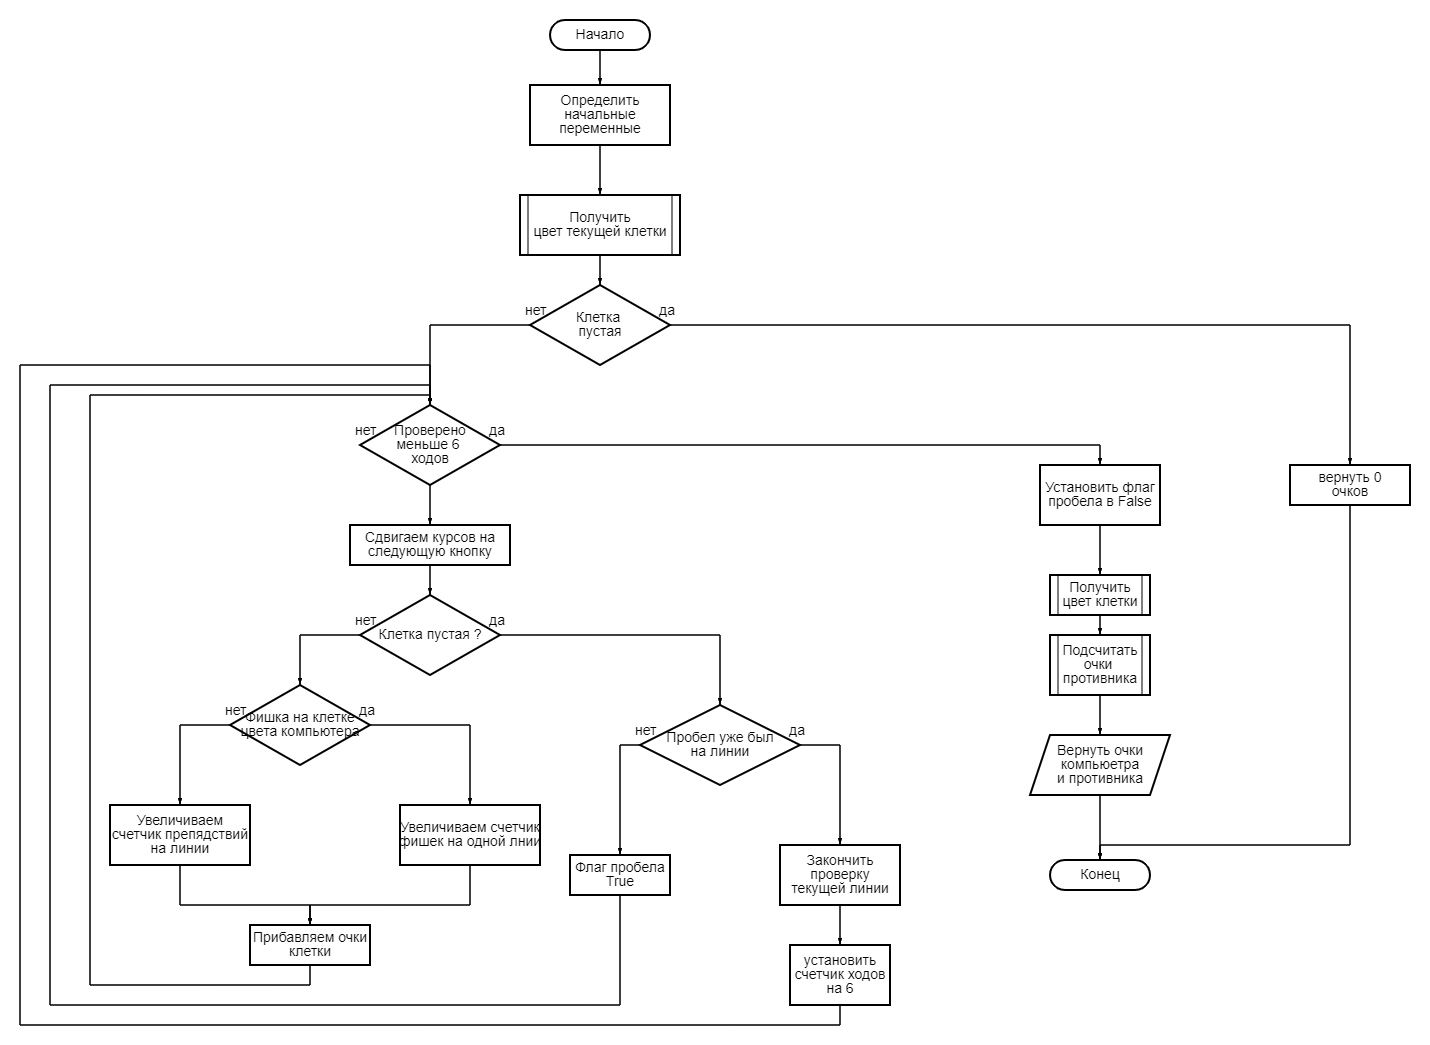 Начало
Определить
начальные
переменные
Получить
цвет текущей клетки
нет
да
Клетка
пустая
нет
да
Проверено
меньше 6
ходов
Установить флаг
пробела в False
вернуть 0
очков
Сдвигаем курсов на
следующую кнопку
Получить
цвет клетки
нет
да
Клетка пустая ?
Подсчитать
очки
противника
нет
да
Фишка на клетке
цвета компьютера
нет
да
Пробел уже был
на линии
Вернуть очки
компьюетра
и противника
Увеличиваем
счетчик препядствий
на линии
Увеличиваем счетчик
фишек на одной лнии
Флаг пробела
True
Закончить
проверку
текущей линии
Конец
Прибавляем очки
клетки
установить
счетчик ходов
на 6